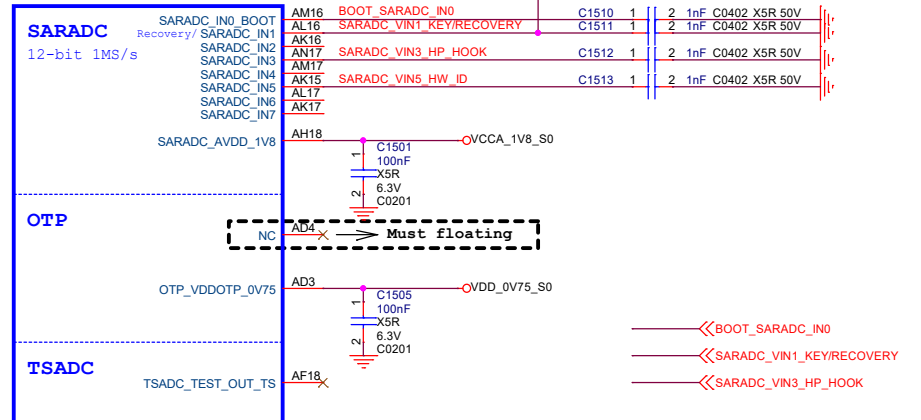 SARADC
12-bit 1MS/s
SARADC_IN0_BOOT AM16 BOOT_SARADC_IN0 C1510 1 2 1nF C0402 X5R 50V
Recovery/ SARADC_IN1 AL16 SARADC_VIN1_KEY/RECOVERY C1511 1 2 1nF C0402 X5R 50V
SARADC_IN2 AK16
SARADC_IN3 AN17 SARADC_VIN3_HP_HOOK C1512 1 2 1nF C0402 X5R 50V
SARADC_IN4 AM17
SARADC_IN5 AK15 SARADC_VIN5_HW_ID C1513 1 2 1nF C0402 X5R 50V
SARADC_IN6 AL17
SARADC_IN7 AK17
SARADC_AVDD_1V8 AH18 VCCA_1V8_S0
1 C1501
100nF
X5R
2 6.3V
C0201
OTP
NC AD4 Must floating
OTP_VDDOTP_0V75 AD3 VDD_0V75_S0
1 C1505
100nF
X5R
2 6.3V
C0201
BOOT_SARADC_IN0
SARADC_VIN1_KEY/RECOVERY
SARADC_VIN3_HP_HOOK
TSADC
TSADC_TEST_OUT_TS AF18